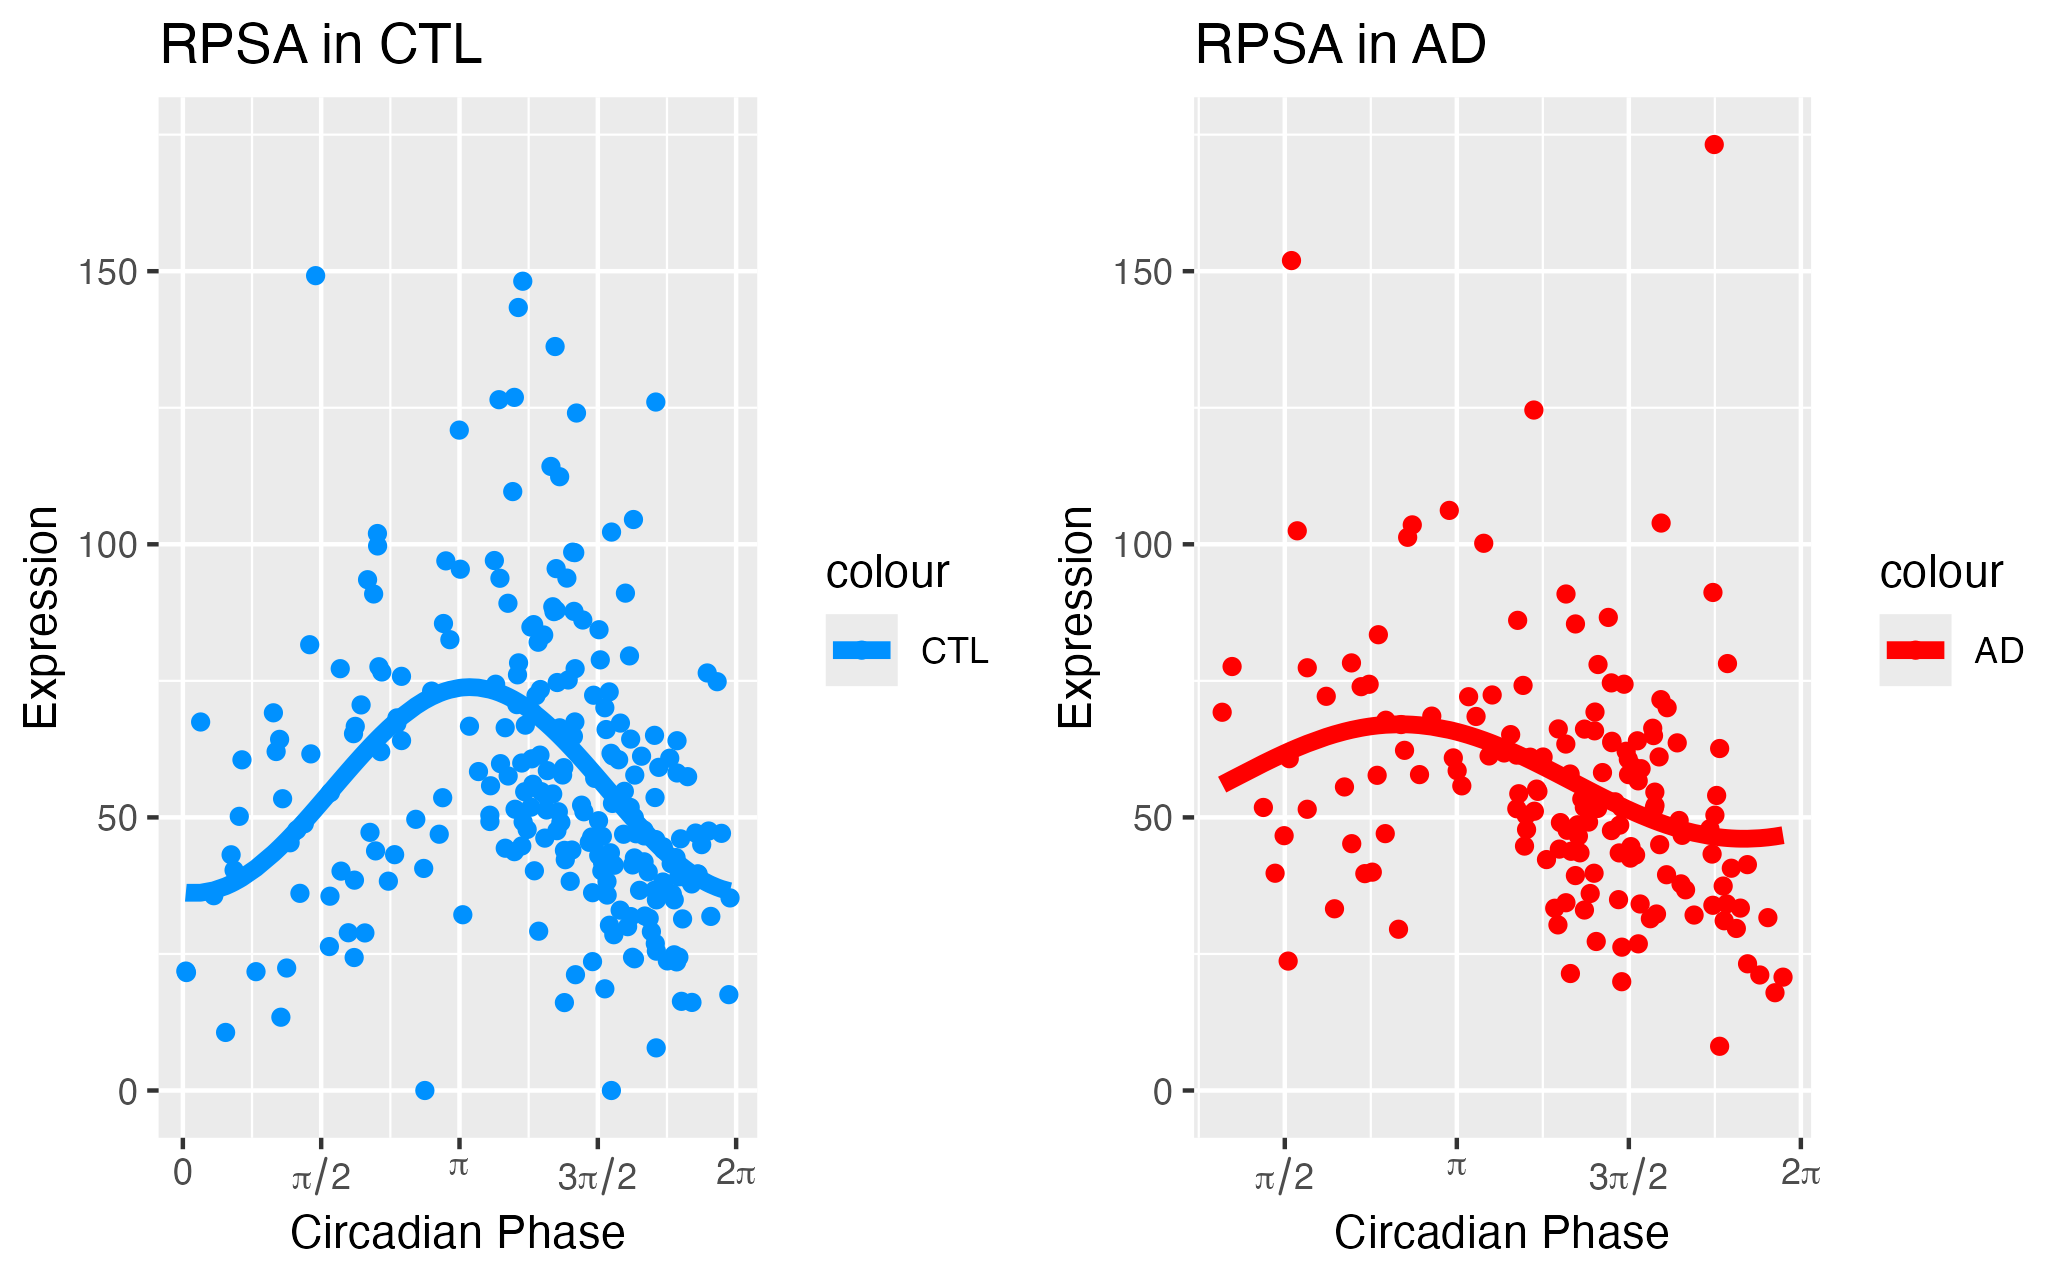 RPSA in CTL
150
100
50
0
Expression
0 π/2 π 3π/2 2π
Circadian Phase
colour
CTL
RPSA in AD
150
100
50
0
Expression
π/2 π 3π/2 2π
Circadian Phase
colour
AD